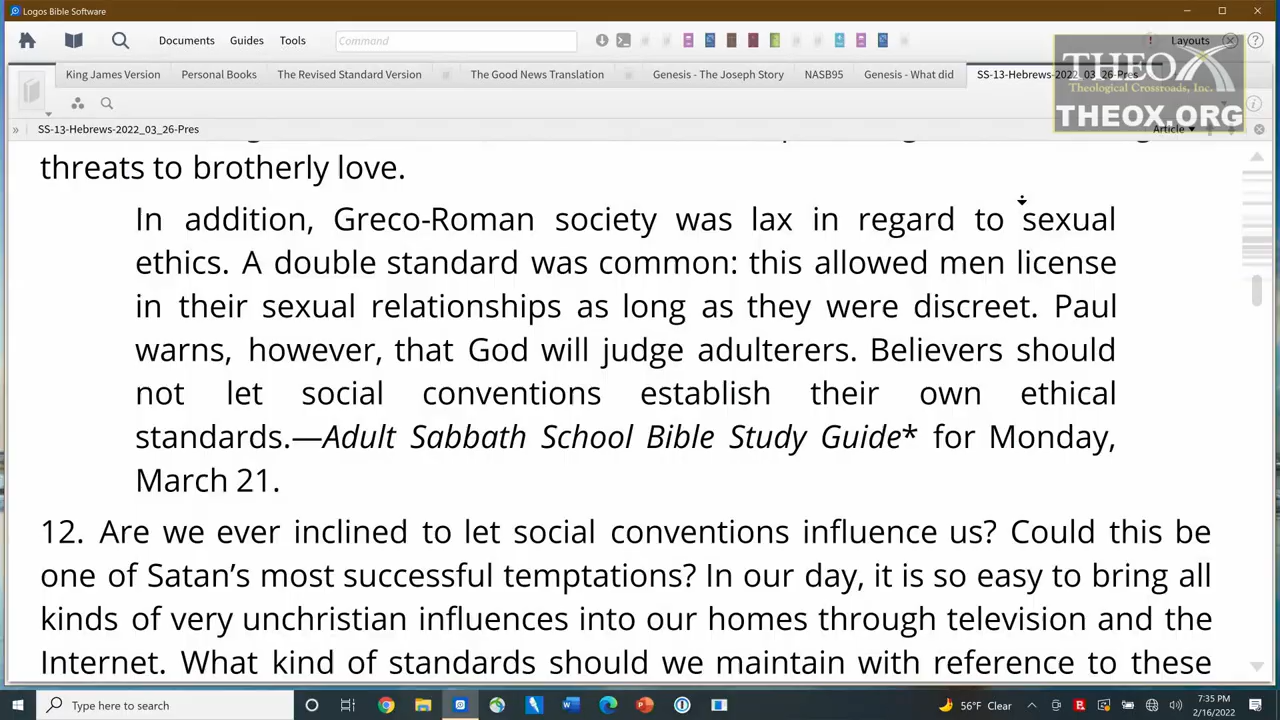 Logos Bible Software
Documents Guides Tools Command Layouts
King James Version Personal Books The Revised Standard Version The Good News Translation Genesis - The Joseph Story NASB95 Genesis - What did SS-13-Hebrews-2022_03_26-Pres
THEOX
Theological Crossroads, Inc.
THEOX.ORG
SS-13-Hebrews-2022_03_26-Pres Article
threats to brotherly love.
In addition, Greco-Roman society was lax in regard to sexual
ethics. A double standard was common: this allowed men license
in their sexual relationships as long as they were discreet. Paul
warns, however, that God will judge adulterers. Believers should
not let social conventions establish their own ethical
standards.—Adult Sabbath School Bible Study Guide* for Monday,
March 21.
12. Are we ever inclined to let social conventions influence us? Could this be
one of Satan’s most successful temptations? In our day, it is so easy to bring all
kinds of very unchristian influences into our homes through television and the
Internet. What kind of standards should we maintain with reference to these
Type here to search 56°F Clear 7:35 PM
2/16/2022